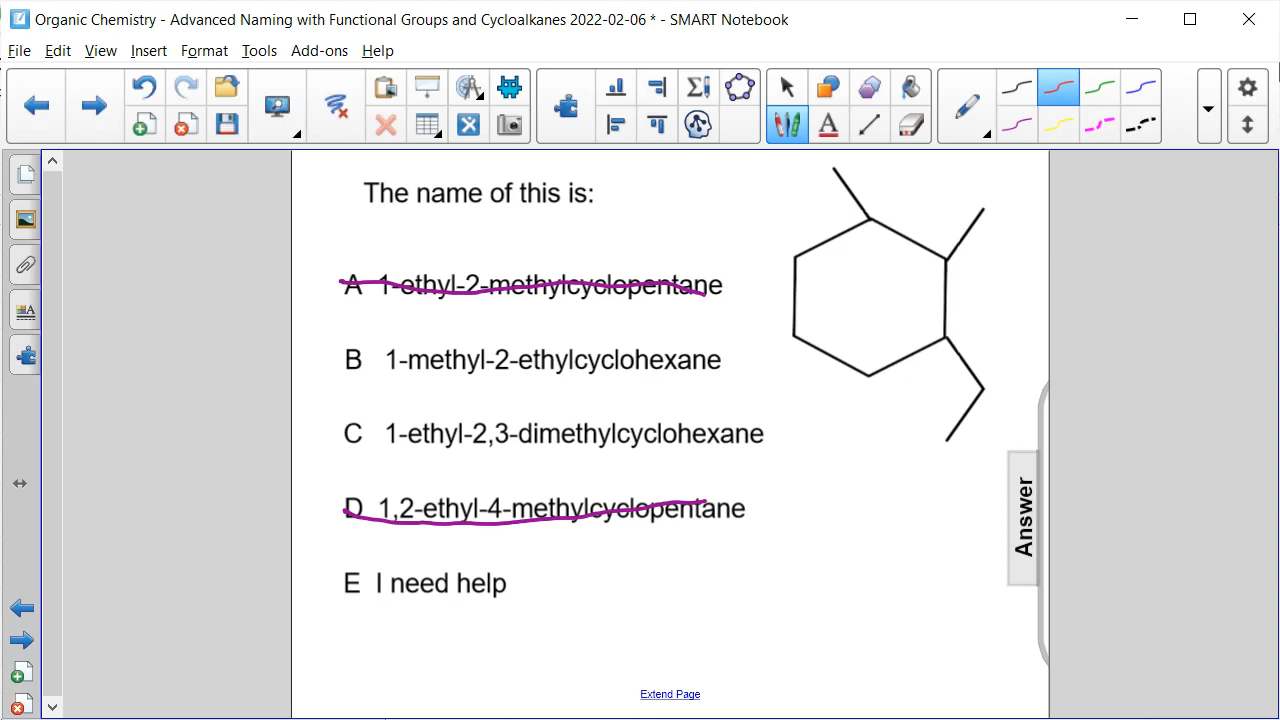 Organic Chemistry - Advanced Naming with Functional Groups and Cycloalkanes 2022-02-06 * - SMART Notebook
File Edit View Insert Format Tools Add-ons Help
The name of this is:
A 1-ethyl-2-methylcyclopentane
B 1-methyl-2-ethylcyclohexane
C 1-ethyl-2,3-dimethylcyclohexane
D 1,2-ethyl-4-methylcyclopentane
E I need help
Answer
Extend Page